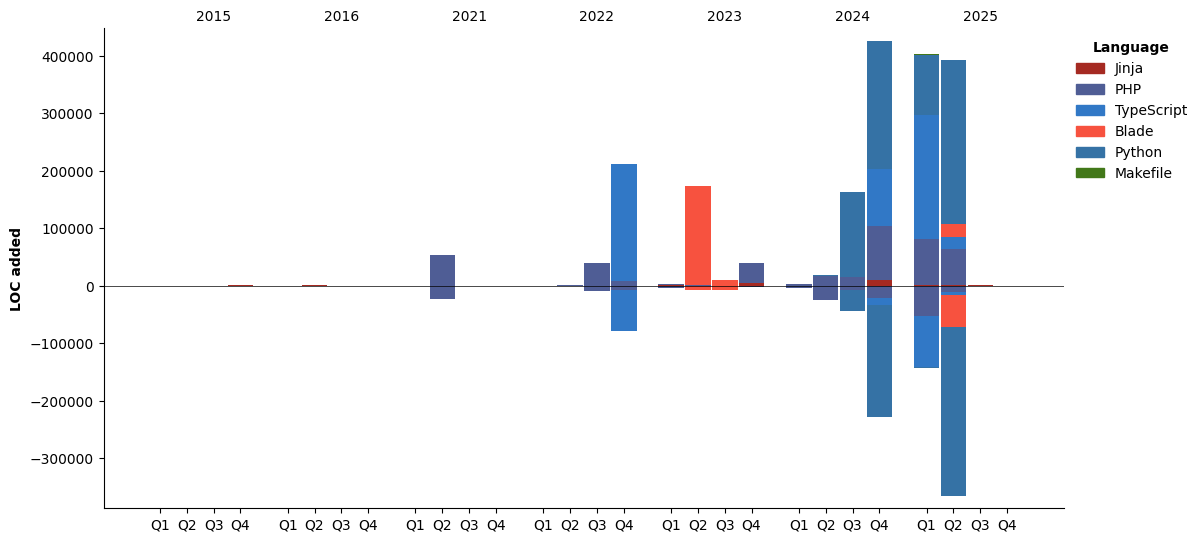 2015 2016 2021 2022 2023 2024 2025
Language
Jinja
PHP
TypeScript
Blade
Python
Makefile
LOC added
400000
300000
200000
100000
0
−100000
−200000
−300000
Q1 Q2 Q3 Q4 Q1 Q2 Q3 Q4 Q1 Q2 Q3 Q4 Q1 Q2 Q3 Q4 Q1 Q2 Q3 Q4 Q1 Q2 Q3 Q4 Q1 Q2 Q3 Q4